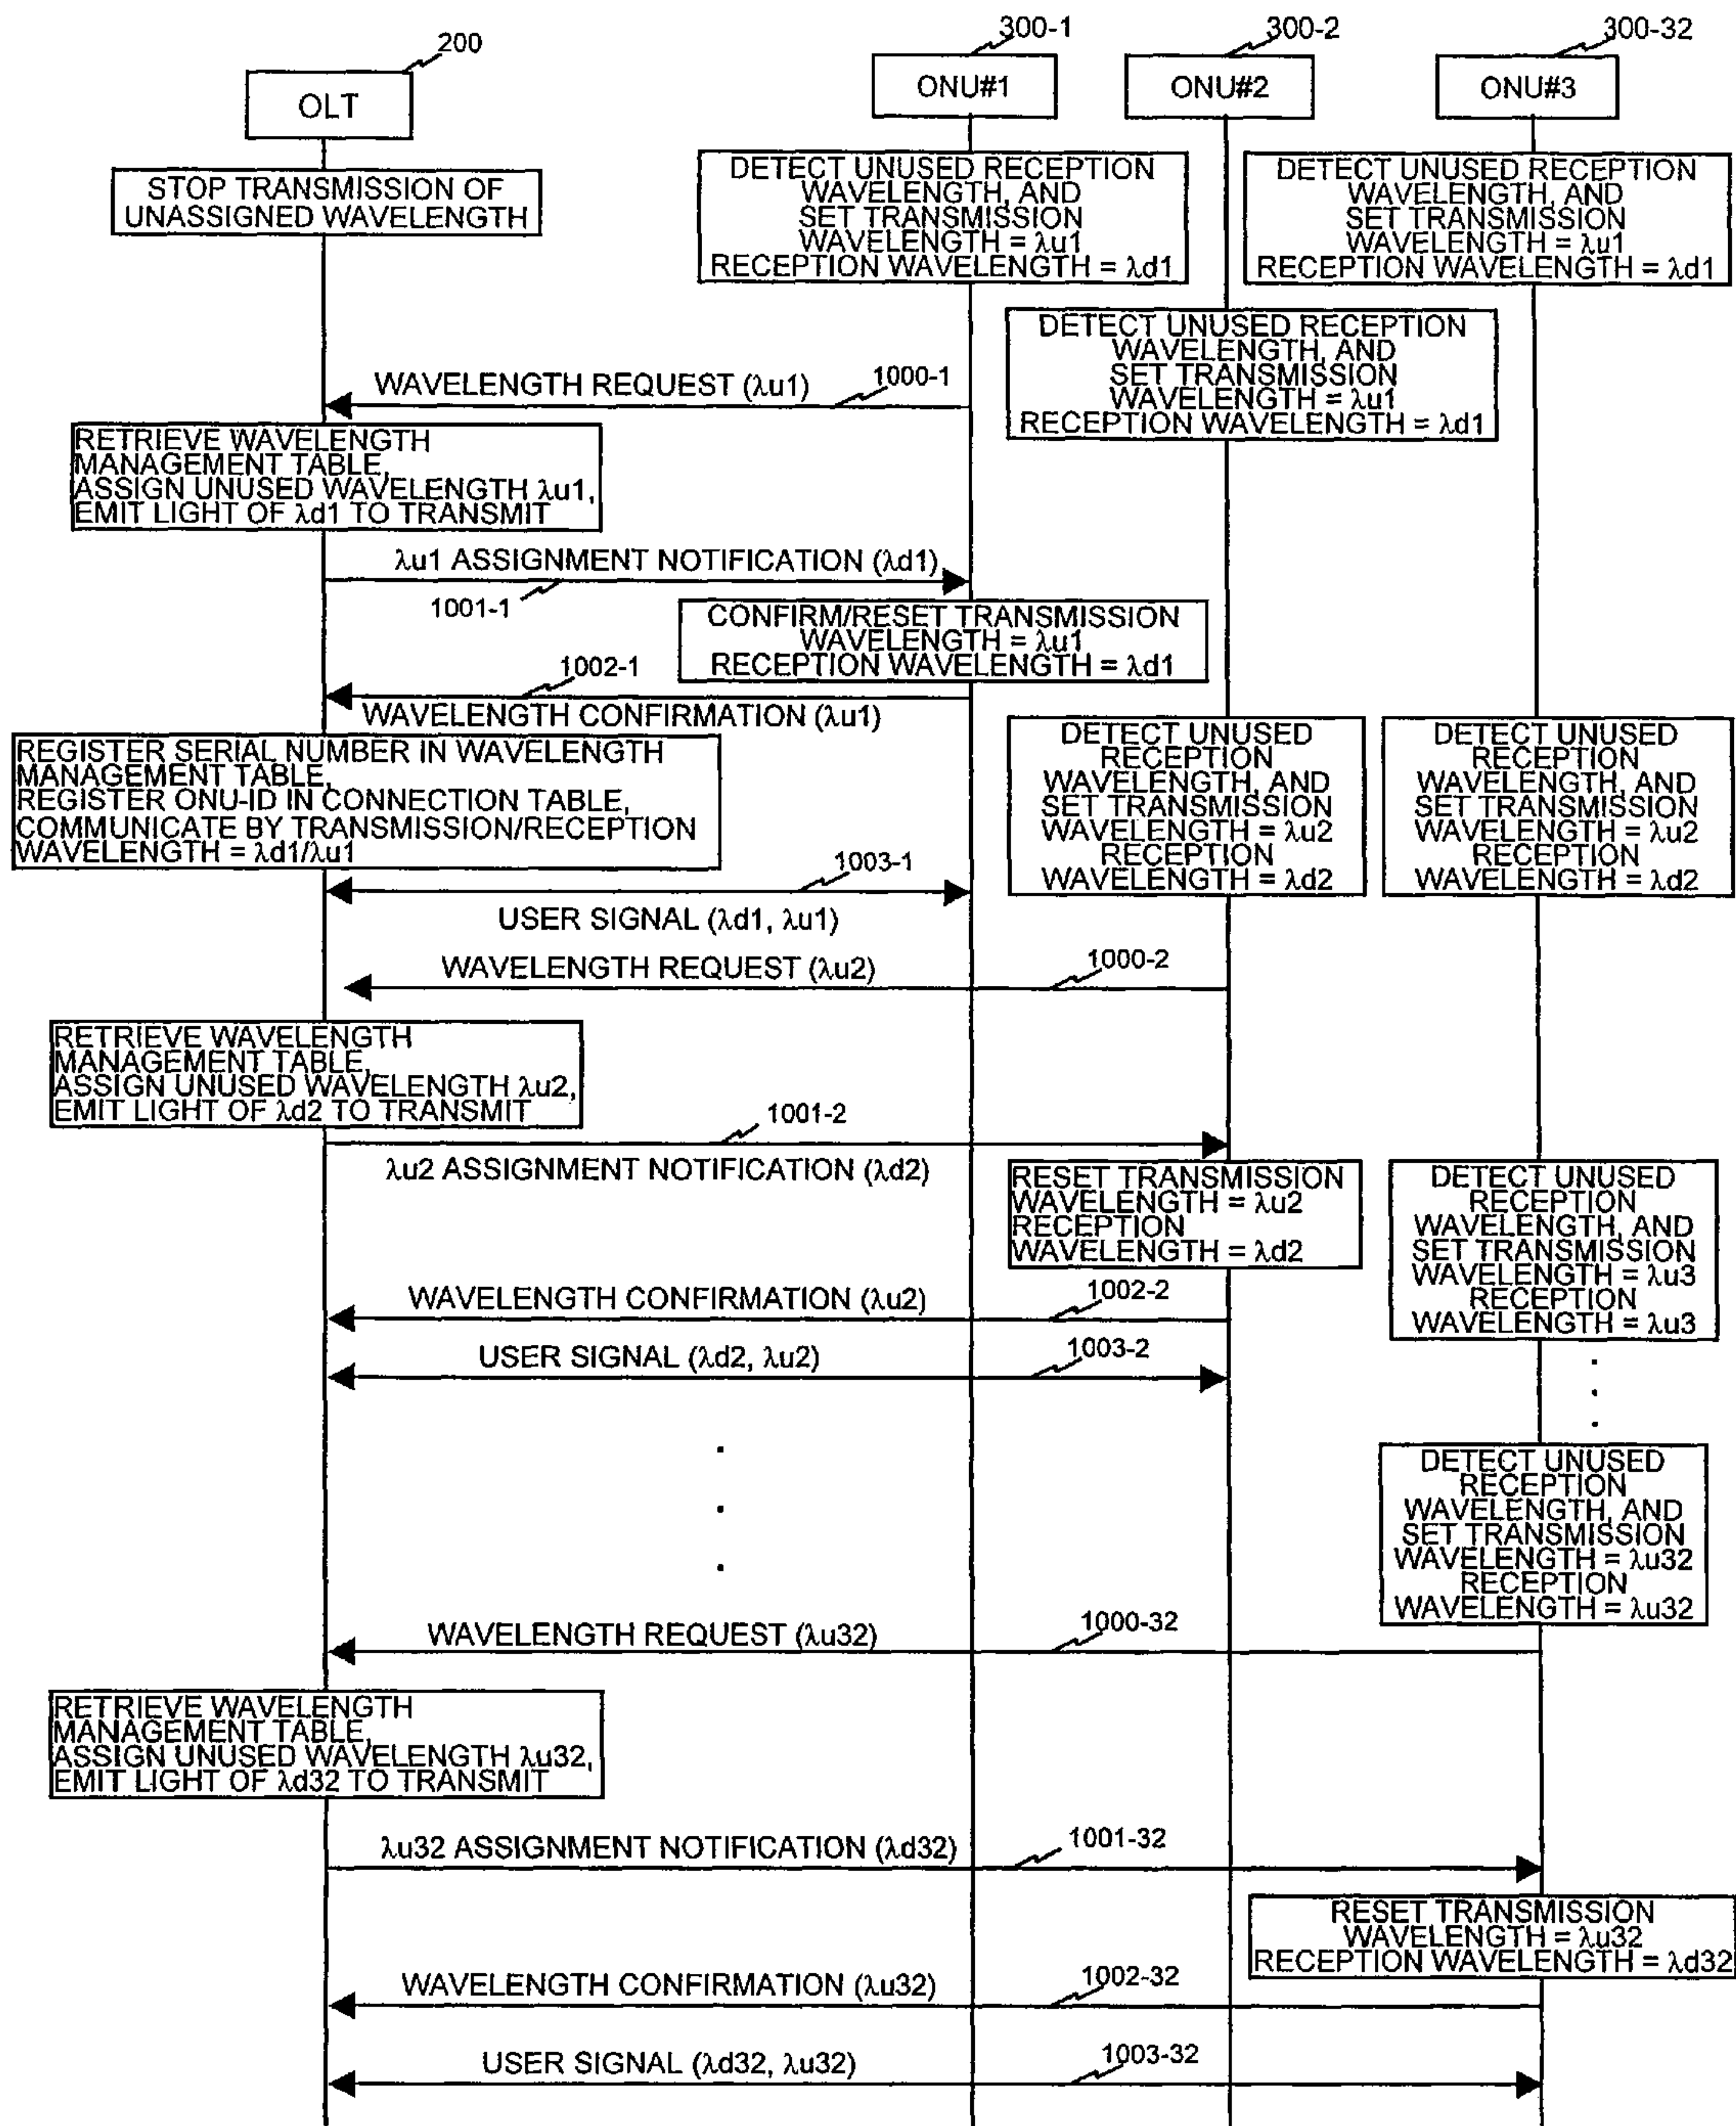 200
300-1
300-2
300-32
OLT
ONU#1
ONU#2
ONU#3
STOP TRANSMISSION OF
UNASSIGNED WAVELENGTH
DETECT UNUSED RECEPTION
WAVELENGTH, AND
SET TRANSMISSION
WAVELENGTH = λu1
RECEPTION WAVELENGTH = λd1
DETECT UNUSED RECEPTION
WAVELENGTH, AND
SET TRANSMISSION
WAVELENGTH = λu1
RECEPTION WAVELENGTH = λd1
DETECT UNUSED RECEPTION
WAVELENGTH, AND
SET TRANSMISSION
WAVELENGTH = λu1
RECEPTION WAVELENGTH = λd1
WAVELENGTH REQUEST (λu1)
1000-1
RETRIEVE WAVELENGTH
MANAGEMENT TABLE,
ASSIGN UNUSED WAVELENGTH λu1,
EMIT LIGHT OF λd1 TO TRANSMIT
λu1 ASSIGNMENT NOTIFICATION (λd1)
1001-1
CONFIRM/RESET TRANSMISSION
WAVELENGTH = λu1
RECEPTION WAVELENGTH = λd1
1002-1
WAVELENGTH CONFIRMATION (λu1)
REGISTER SERIAL NUMBER IN WAVELENGTH
MANAGEMENT TABLE,
REGISTER ONU-ID IN CONNECTION TABLE,
COMMUNICATE BY TRANSMISSION/RECEPTION
WAVELENGTH = λd1/λu1
DETECT UNUSED
RECEPTION
WAVELENGTH, AND
SET TRANSMISSION
WAVELENGTH = λu2
RECEPTION
WAVELENGTH = λd2
DETECT UNUSED
RECEPTION
WAVELENGTH, AND
SET TRANSMISSION
WAVELENGTH = λu2
RECEPTION
WAVELENGTH = λd2
1003-1
USER SIGNAL (λd1, λu1)
WAVELENGTH REQUEST (λu2)
1000-2
RETRIEVE WAVELENGTH
MANAGEMENT TABLE,
ASSIGN UNUSED WAVELENGTH λu2,
EMIT LIGHT OF λd2 TO TRANSMIT
1001-2
λu2 ASSIGNMENT NOTIFICATION (λd2)
RESET TRANSMISSION
WAVELENGTH = λu2
RECEPTION
WAVELENGTH = λd2
DETECT UNUSED
RECEPTION
WAVELENGTH, AND
SET TRANSMISSION
WAVELENGTH = λu3
RECEPTION
WAVELENGTH = λu3
WAVELENGTH CONFIRMATION (λu2)
1002-2
USER SIGNAL (λd2, λu2)
1003-2
DETECT UNUSED
RECEPTION
WAVELENGTH, AND
SET TRANSMISSION
WAVELENGTH = λu32
RECEPTION
WAVELENGTH = λu32
WAVELENGTH REQUEST (λu32)
1000-32
RETRIEVE WAVELENGTH
MANAGEMENT TABLE,
ASSIGN UNUSED WAVELENGTH λu32,
EMIT LIGHT OF λd32 TO TRANSMIT
λu32 ASSIGNMENT NOTIFICATION (λd32)
1001-32
RESET TRANSMISSION
WAVELENGTH = λu32
RECEPTION WAVELENGTH = λd32
WAVELENGTH CONFIRMATION (λu32)
1002-32
USER SIGNAL (λd32, λu32)
1003-32